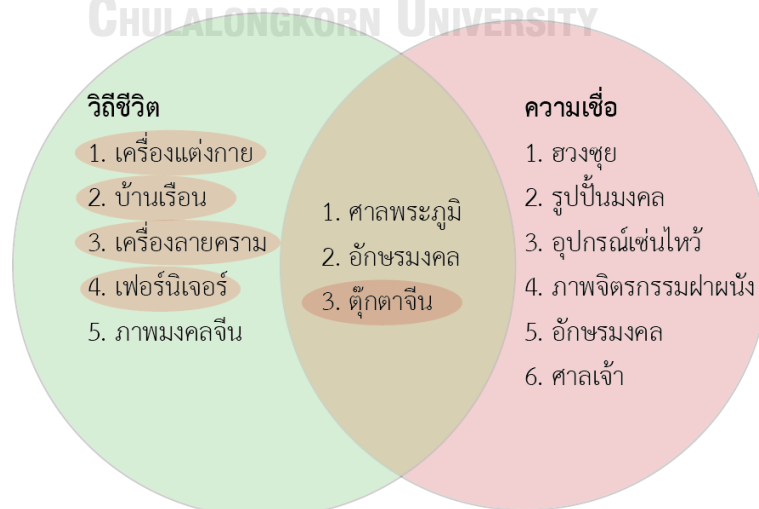 CHULALONGKORN UNIVERSITY
วิถีชีวิต
1. เครื่องแต่งกาย
2. บ้านเรือน
3. เครื่องลายคราม
4. เฟอร์นิเจอร์
5. ภาพมงคลจีน
1. ศาลพระภูมิ
2. อักษรมงคล
3. ตุ๊กตาจีน
ความเชื่อ
1. ฮวงซุย
2. รูปปั้นมงคล
3. อุปกรณ์เซ่นไหว้
4. ภาพจิตรกรรมฝาผนัง
5. อักษรมงคล
6. ศาลเจ้า